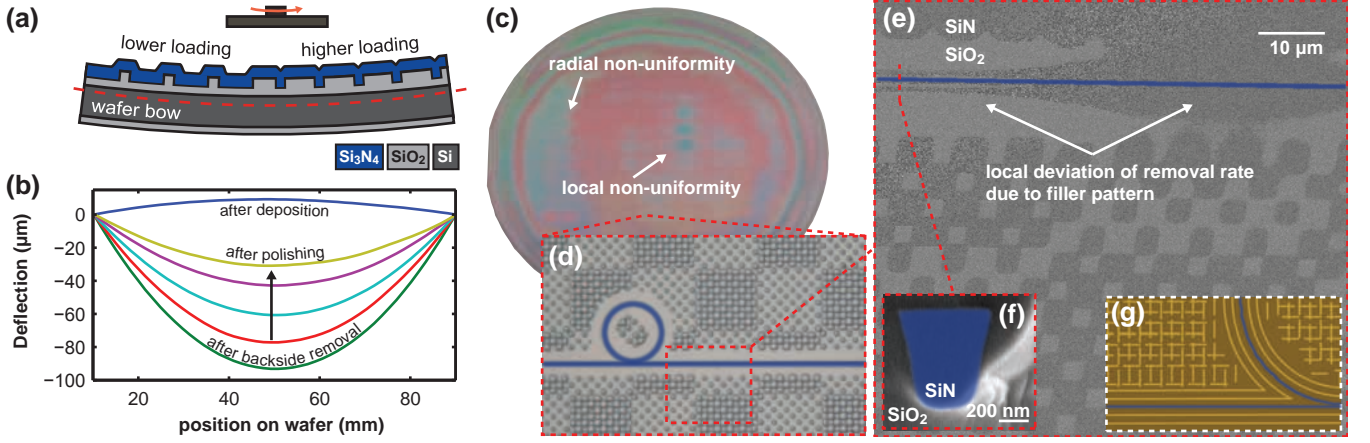 (a)
lower loading
higher loading
wafer bow
Si₃N₄ SiO₂ Si
(b)
Deflection (µm)
0
−20
−40
−60
−80
−100
after deposition
after polishing
after backside removal
20 40 60 80
position on wafer (mm)
(c)
radial non-uniformity
local non-uniformity
(d)
(e)
SiN
SiO₂
10 µm
local deviation of removal rate
due to filler pattern
(f)
SiN
SiO₂
200 nm
(g)